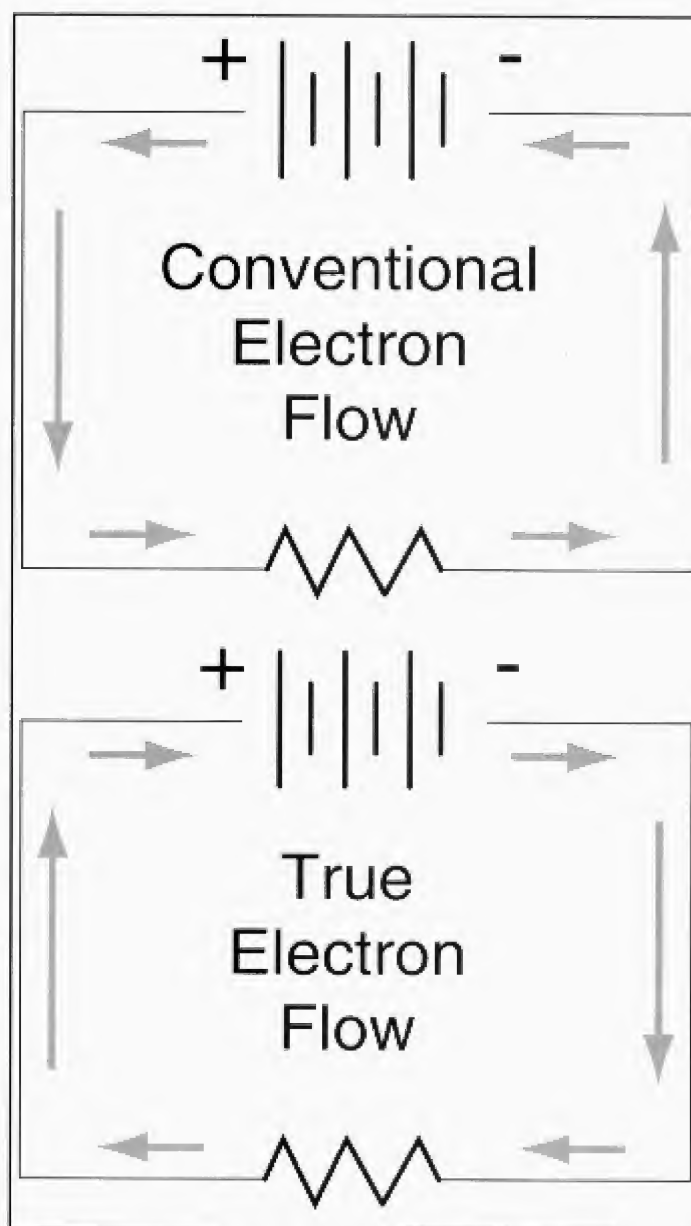 + -
Conventional
Electron
Flow
+ -
True
Electron
Flow